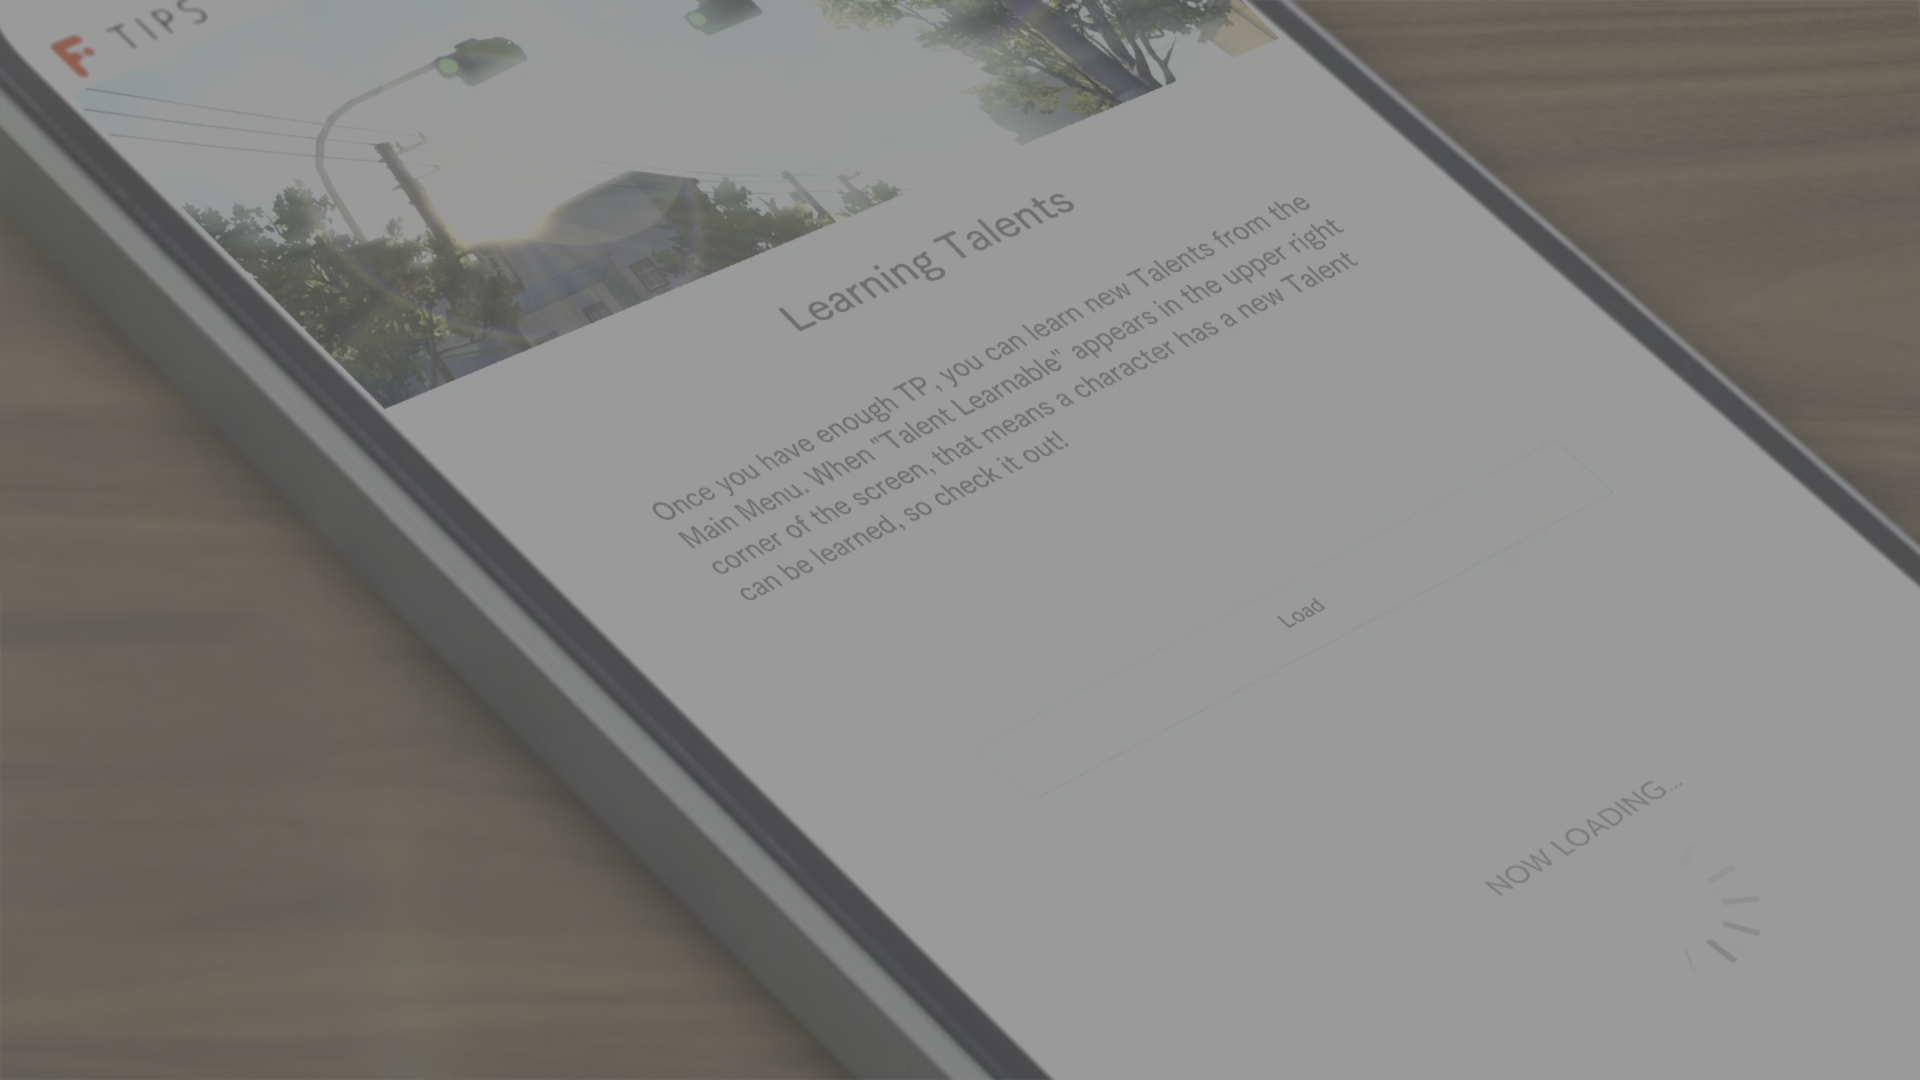 TIPS
Learning Talents
Once you have enough TP , you can learn new Talents from the
Main Menu. When "Talent Learnable" appears in the upper right
corner of the screen, that means a character has a new Talent
can be learned, so check it out!
Load
NOW LOADING...